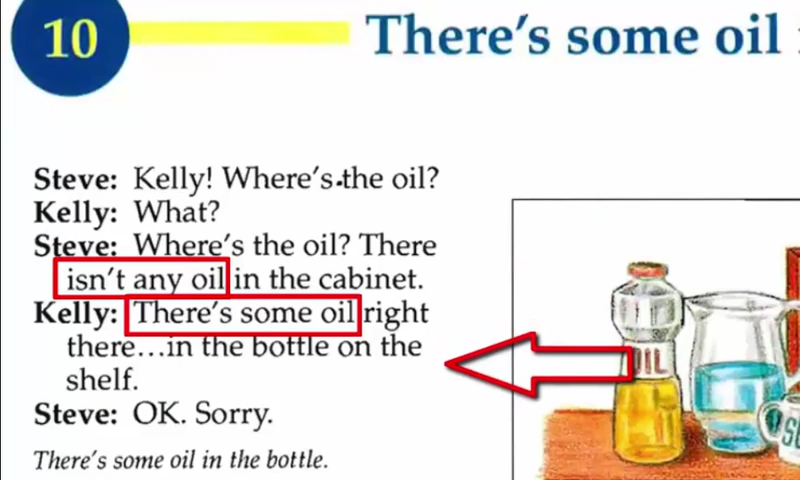 10
There's some oil
Steve: Kelly! Where's the oil?
Kelly: What?
Steve: Where's the oil? There
isn't any oil in the cabinet.
Kelly: There's some oil right
there...in the bottle on the
shelf.
Steve: OK. Sorry.
There's some oil in the bottle.
OIL